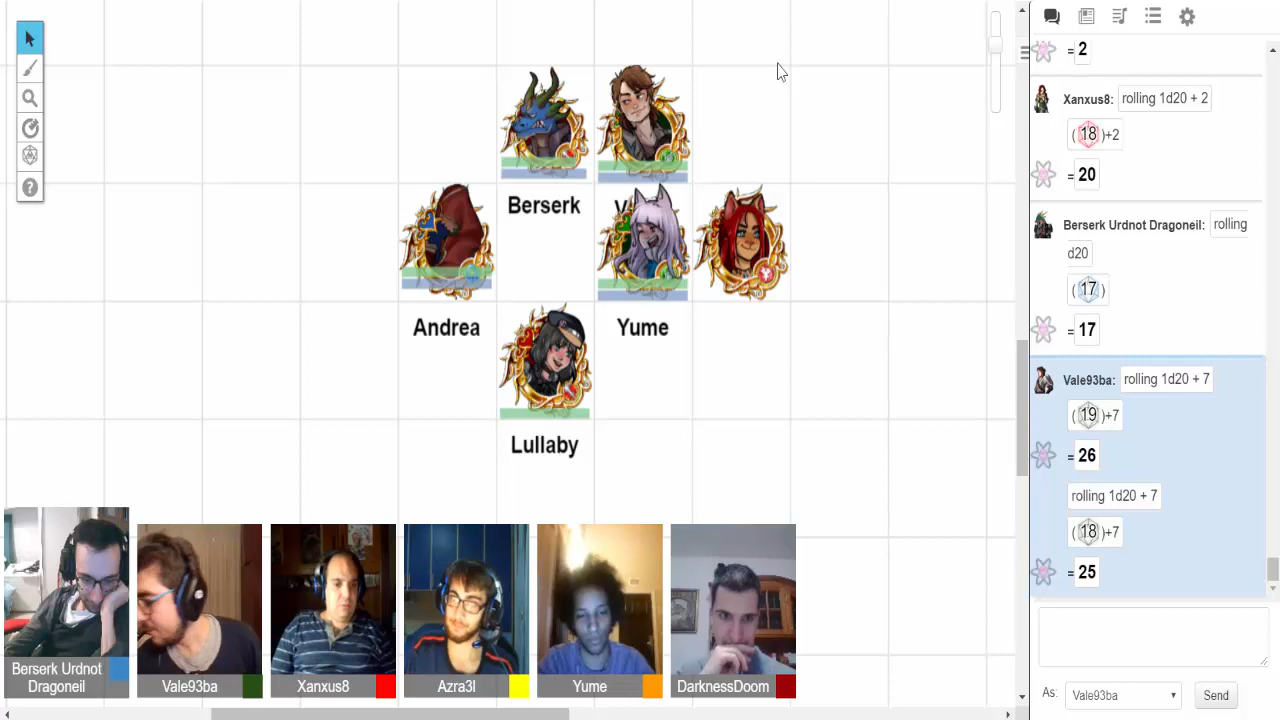 = 2
Xanxus8: rolling 1d20 + 2
(18)+2
= 20
Berserk Urdnot Dragoneil: rolling
d20
(17)
= 17
Vale93ba: rolling 1d20 + 7
(19)+7
= 26
rolling 1d20 + 7
(18)+7
= 25
As: Vale93ba Send
Berserk
Andrea
Yume
Lullaby
Berserk Urdnot
Dragoneil
Vale93ba
Xanxus8
Azra3l
Yume
DarknessDoom
?